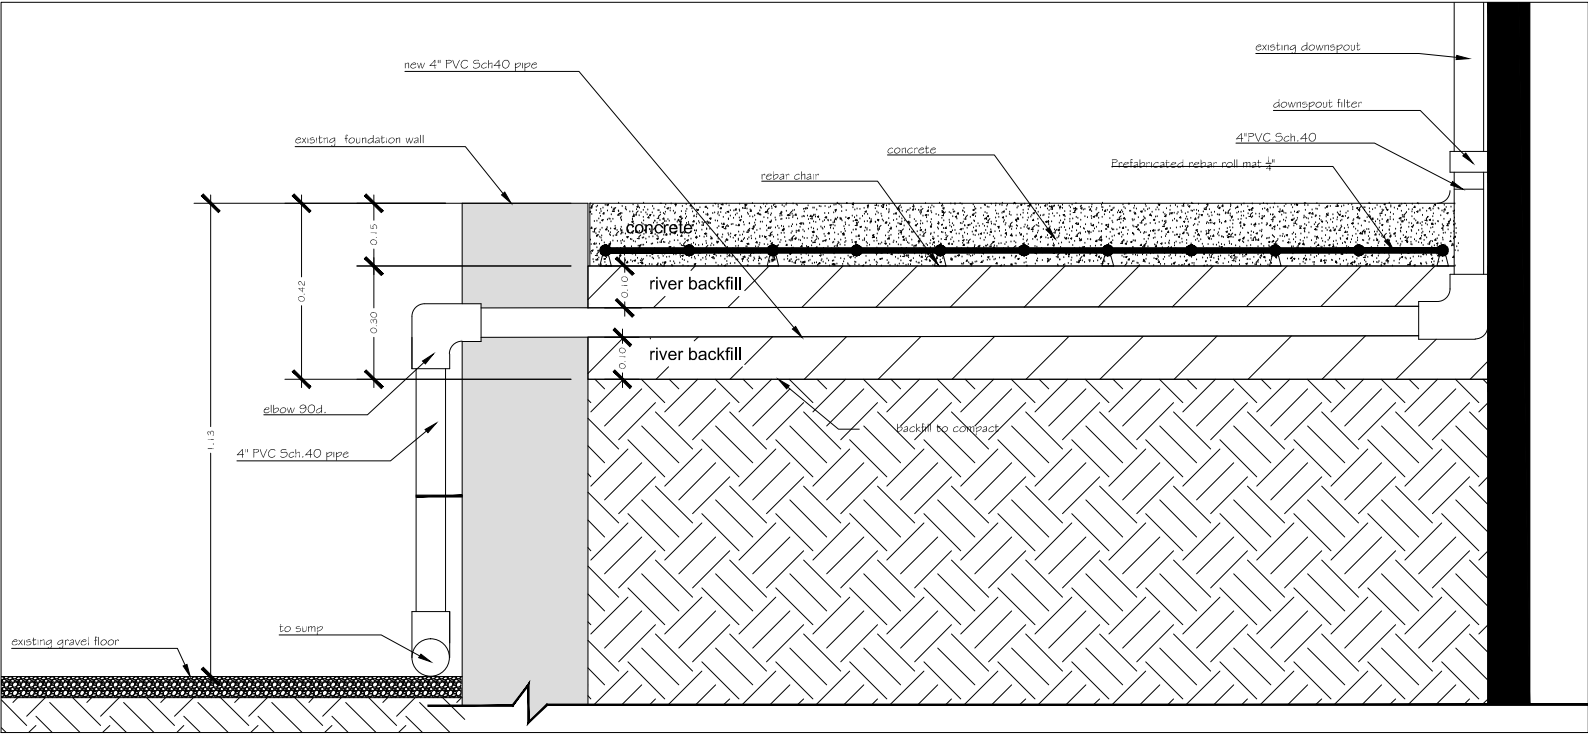 existing downspout
new 4" PVC Sch40 pipe
downspout filter
4"PVC Sch.40
exisitng foundation wall
concrete
Prefabricated rebar roll mat ¼"
rebar chair
concrete
0.15
0.42
0.10
river backfill
0.30
river backfill
0.10
elbow 90d.
backfill to compact
1.13
4" PVC Sch.40 pipe
to sump
existing gravel floor